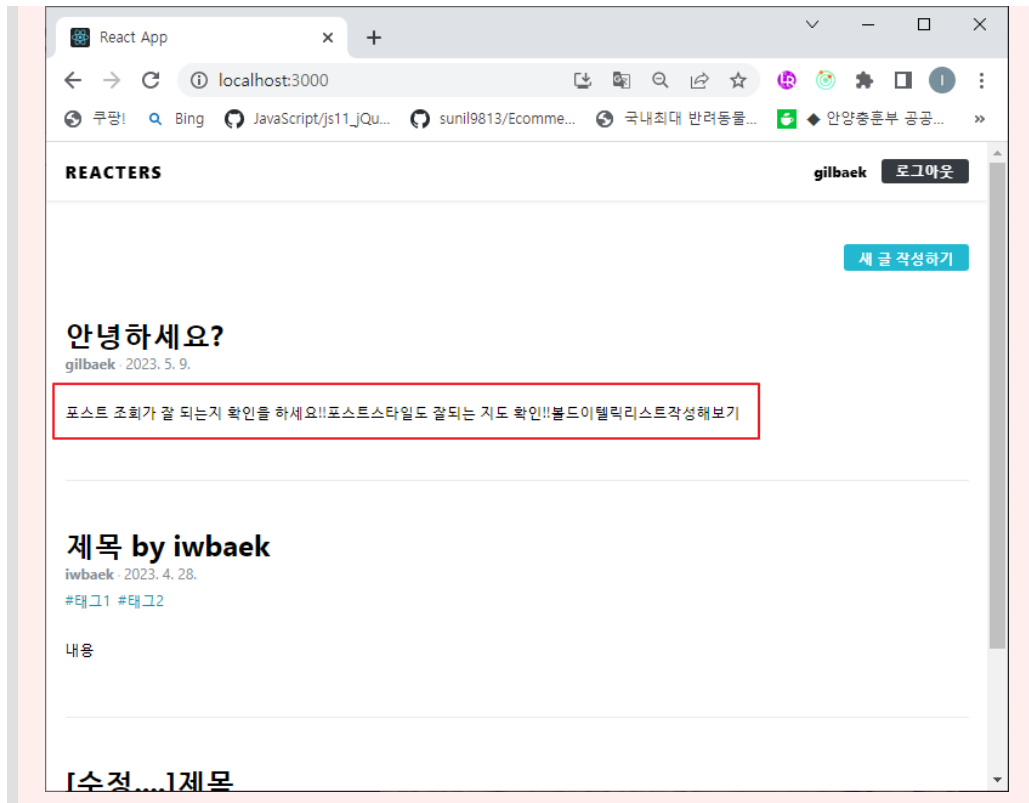 React App
localhost:3000
쿠팡! Bing JavaScript/js11_jQu... sunil9813/Ecomme... 국내최대 반려동물... ◆ 안양충훈부 공공... »
REACTERS gilbaek 로그아웃
새 글 작성하기
안녕하세요?
gilbaek · 2023. 5. 9.
포스트 조회가 잘 되는지 확인을 하세요!!포스트스타일도 잘되는 지도 확인!!볼드이텔릭리스트작성해보기
제목 by iwbaek
iwbaek · 2023. 4. 28.
#태그1 #태그2
내용
[수정....]제목